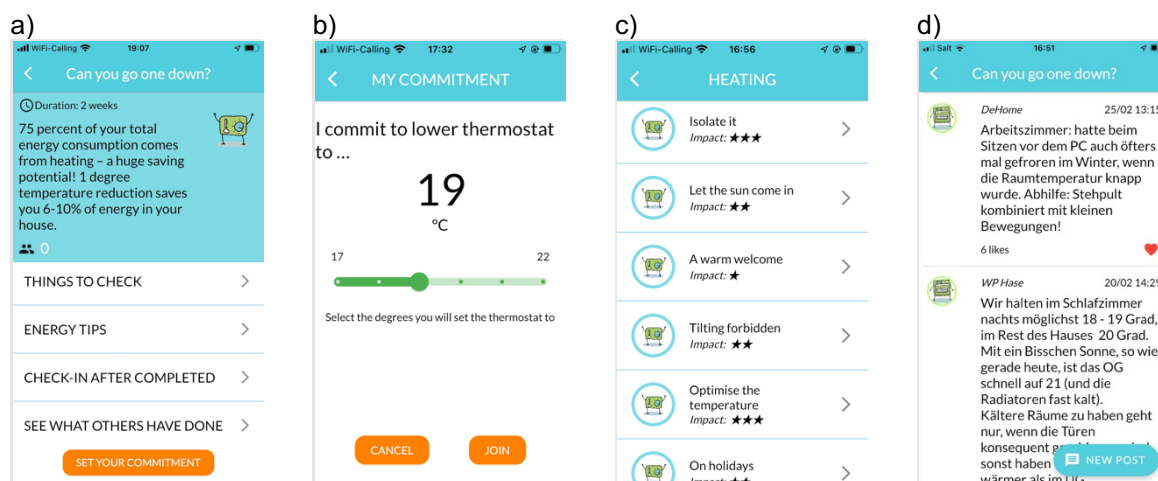 a)
WiFi-Calling 19:07
Can you go one down?
Duration: 2 weeks
75 percent of your total
energy consumption comes
from heating – a huge saving
potential! 1 degree
temperature reduction saves
you 6-10% of energy in your
house.
0
THINGS TO CHECK
ENERGY TIPS
CHECK-IN AFTER COMPLETED
SEE WHAT OTHERS HAVE DONE
SET YOUR COMMITMENT
b)
WiFi-Calling 17:32
MY COMMITMENT
I commit to lower thermostat
to ...
19
°C
17 22
Select the degrees you will set the thermostat to
CANCEL JOIN
c)
WiFi-Calling 16:56
HEATING
Isolate it
Impact: ★★★
Let the sun come in
Impact: ★★
A warm welcome
Impact: ★
Tilting forbidden
Impact: ★★
Optimise the
temperature
Impact: ★★★
On holidays
d)
Salt 16:51
Can you go one down?
DeHome 25/02 13:15
Arbeitszimmer: hatte beim
Sitzen vor dem PC auch öfters
mal gefroren im Winter, wenn
die Raumtemperatur knapp
wurde. Abhilfe: Stehpult
kombiniert mit kleinen
Bewegungen!
6 likes
WP Hase 20/02 14:29
Wir halten im Schlafzimmer
nachts möglichst 18 - 19 Grad,
im Rest des Hauses 20 Grad.
Mit ein Bisschen Sonne, so wie
gerade heute, ist das OG
schnell auf 21 (und die
Radiatoren fast kalt).
Kältere Räume zu haben geht
nur, wenn die Türen
konsequent
sonst haben
NEW POST
wärmer als im